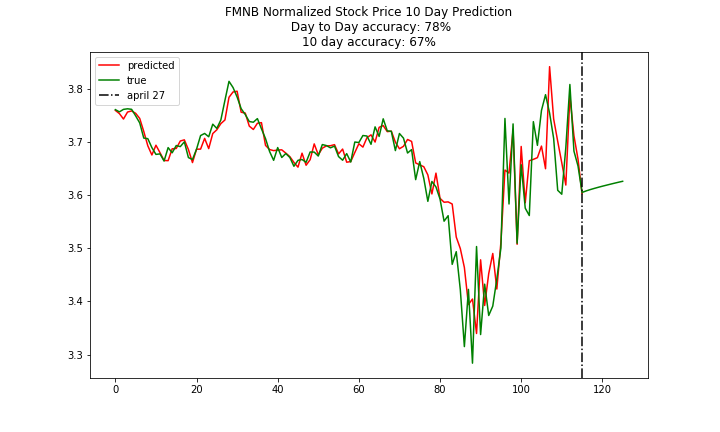 FMNB Normalized Stock Price 10 Day Prediction
Day to Day accuracy: 78%
10 day accuracy: 67%
predicted
true
april 27
3.8
3.7
3.6
3.5
3.4
3.3
0 20 40 60 80 100 120